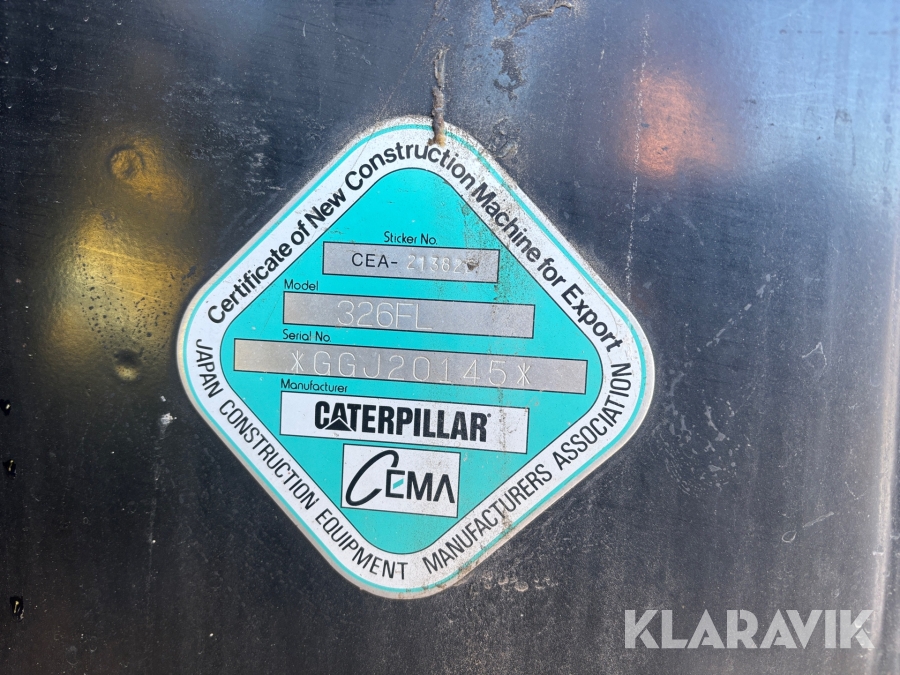 Certificate of New Construction Machine for Export
Sticker No.
CEA-
Model
326FL
Serial No.
*GGJ20145*
Manufacturer
CATERPILLAR
CEMA
JAPAN CONSTRUCTION EQUIPMENT MANUFACTURERS ASSOCIATION
KLARAVIK